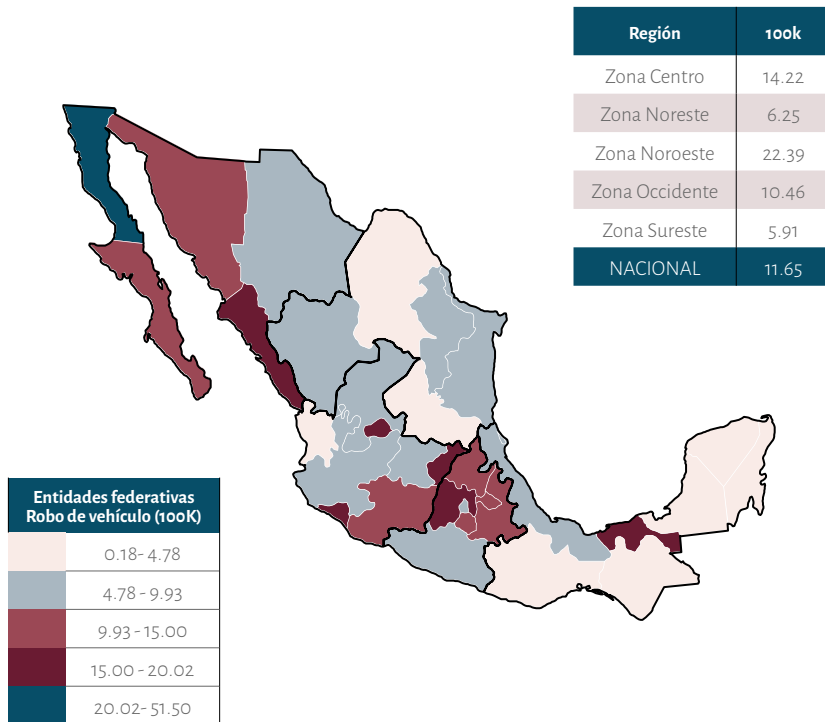 Región 100k
Zona Centro 14.22
Zona Noreste 6.25
Zona Noroeste 22.39
Zona Occidente 10.46
Zona Sureste 5.91
NACIONAL 11.65
Entidades federativas
Robo de vehículo (100K)
0.18- 4.78
4.78 - 9.93
9.93 - 15.00
15.00 - 20.02
20.02- 51.50